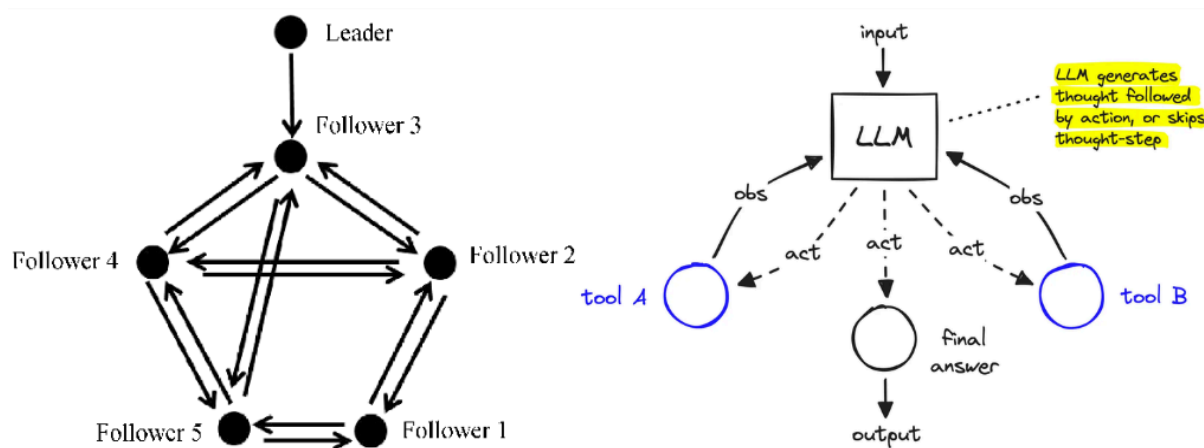 Leader
Follower 3
Follower 4
Follower 2
Follower 5
Follower 1
input
LLM
LLM generates
thought followed
by action, or skips
thought-step
obs
obs
act
act
act
tool A
tool B
final
answer
output